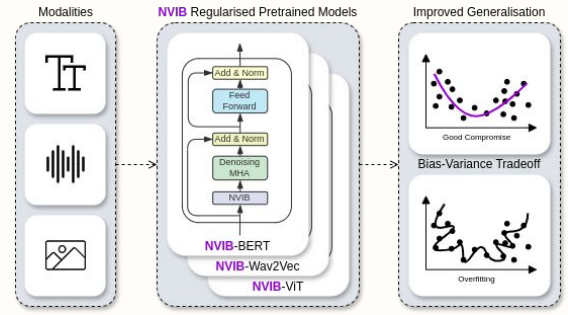 Modalities
NVIB Regularised Pretrained Models
Improved Generalisation
TT
Add & Norm
Feed
Forward
Add & Norm
Denoising
MHA
NVIB
NVIB-BERT
NVIB-Wav2Vec
NVIB-ViT
Good Compromise
Bias-Variance Tradeoff
Overfitting